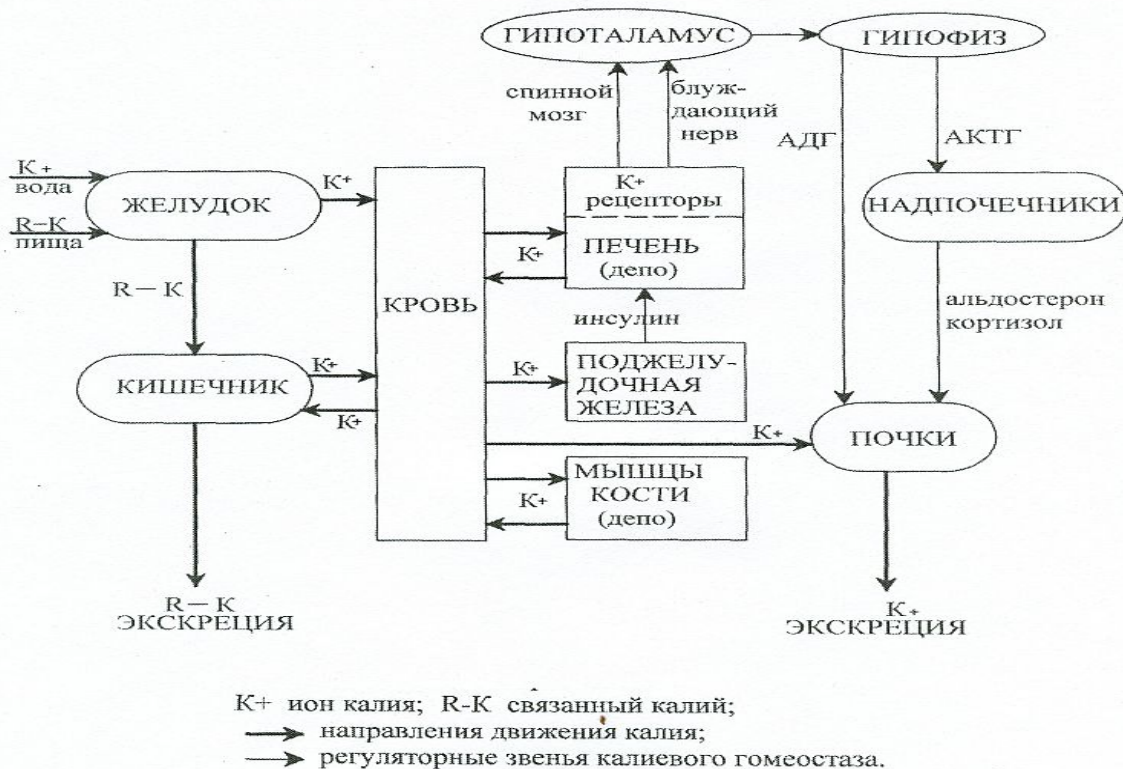 ГИПОТАЛАМУС
ГИПОФИЗ
спинной
мозг
блуж-
дающий
нерв
АДГ
АКТГ
К+
вода
ЖЕЛУДОК
К+
R-К
пища
К+
рецепторы
НАДПОЧЕЧНИКИ
R – К
КРОВЬ
К+
ПЕЧЕНЬ
(депо)
инсулин
альдостерон
кортизол
КИШЕЧНИК
К+
К+
К+
ПОДЖЕЛУ-
ДОЧНАЯ
ЖЕЛЕЗА
К+
ПОЧКИ
К+
МЫШЦЫ
КОСТИ
(депо)
R – К
ЭКСКРЕЦИЯ
К+
ЭКСКРЕЦИЯ
К+ ион калия; R-К связанный калий;
направления движения калия;
регуляторные звенья калиевого гомеостаза.